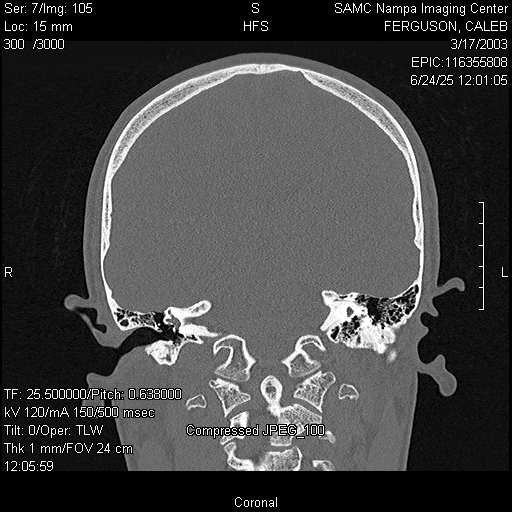 Ser: 7/Img: 105
Loc: 15 mm
300 /3000
S
HFS
SAMC Nampa Imaging Center
FERGUSON, CALEB
3/17/2003
EPIC:116355808
6/24/25 12:01:05
R
L
TF: 25.500000/Pitch: 0.638000
kV 120/mA 150/500 msec
Tilt: 0/Oper: TLW
Thk 1 mm/FOV 24 cm
12:05:59
Compressed JPEG_100
Coronal